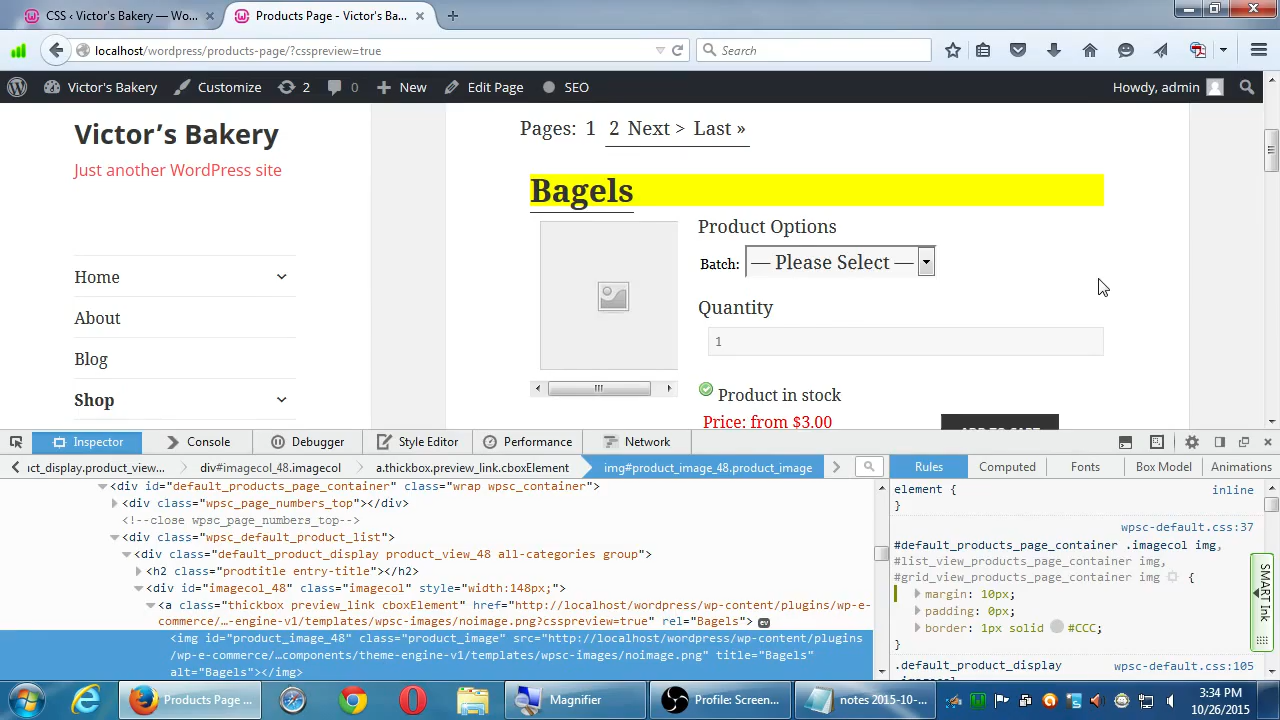 CSS ‹ Victor's Bakery — Wo...
Products Page - Victor's Ba...
localhost/wordpress/products-page/?csspreview=true
Search
Victor's Bakery
Customize
2
0
New
Edit Page
SEO
Howdy, admin
Victor's Bakery
Just another WordPress site
Home
About
Blog
Shop
Pages: 1 2 Next > Last »
Bagels
Product Options
Batch: — Please Select —
Quantity
1
Product in stock
Price: from $3.00
ADD TO CART
Inspector
Console
Debugger
Style Editor
Performance
Network
ıct_display.product_view...
div#imagecol_48.imagecol
a.thickbox.preview_link.cboxElement
img#product_image_48.product_image
Rules
Computed
Fonts
Box Model
Animations
<div id="default_products_page_container" class="wrap wpsc_container">
<div class="wpsc_page_numbers_top"></div>
<!--close wpsc_page_numbers_top-->
<div class="wpsc_default_product_list">
<div class="default_product_display product_view_48 all-categories group">
<h2 class="prodtitle entry-title"></h2>
<div id="imagecol_48" class="imagecol" style="width:148px;">
<a class="thickbox preview_link cboxElement" href="http://localhost/wordpress/wp-content/plugins/wp-e-
commerce/…-engine-v1/templates/wpsc-images/noimage.png?csspreview=true" rel="Bagels"> ev
<img id="product_image_48" class="product_image" src="http://localhost/wordpress/wp-content/plugins
/wp-e-commerce/…components/theme-engine-v1/templates/wpsc-images/noimage.png" title="Bagels"
alt="Bagels"></img>
element {
inline
}
wpsc-default.css:37
#default_products_page_container .imagecol img,
#list_view_products_page_container img,
#grid_view_products_page_container img {
margin: 10px;
padding: 0px;
border: 1px solid #CCC;
}
.default_product_display
wpsc-default.css:105
SMART Ink
Products Page ...
Magnifier
Profile: Screen...
notes 2015-10-...
3:34 PM
10/26/2015